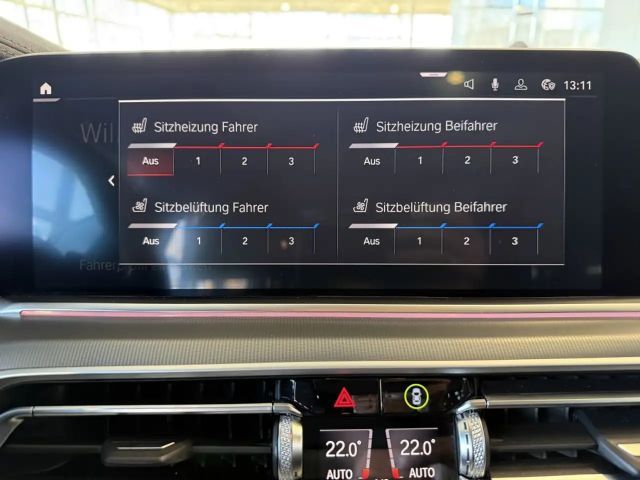 13:11
Wil
Sitzheizung Fahrer
Aus 1 2 3
Sitzheizung Beifahrer
Aus 1 2 3
Sitzbelüftung Fahrer
Aus 1 2 3
Sitzbelüftung Beifahrer
Aus 1 2 3
22.0°
AUTO
22.0°
AUTO